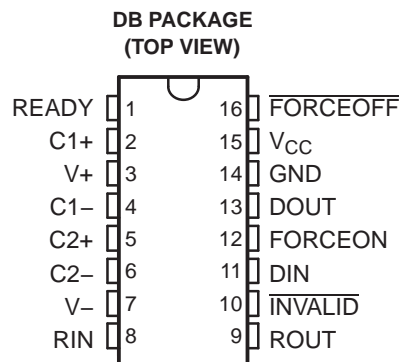 DB PACKAGE
(TOP VIEW)
READY 1 16 FORCEOFF
C1+ 2 15 VCC
V+ 3 14 GND
C1− 4 13 DOUT
C2+ 5 12 FORCEON
C2− 6 11 DIN
V− 7 10 INVALID
RIN 8 9 ROUT